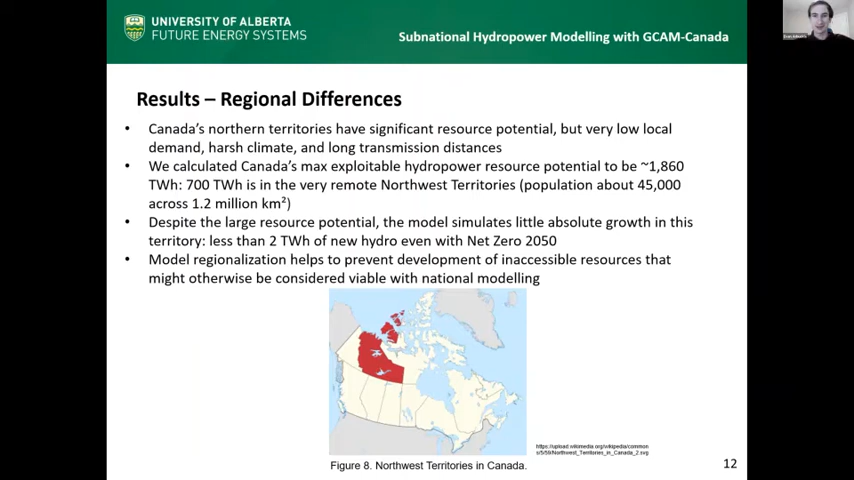 UNIVERSITY OF ALBERTA
FUTURE ENERGY SYSTEMS
Subnational Hydropower Modelling with GCAM-Canada
Results – Regional Differences
• Canada's northern territories have significant resource potential, but very low local
demand, harsh climate, and long transmission distances
• We calculated Canada's max exploitable hydropower resource potential to be ~1,860
TWh: 700 TWh is in the very remote Northwest Territories (population about 45,000
across 1.2 million km²)
• Despite the large resource potential, the model simulates little absolute growth in this
territory: less than 2 TWh of new hydro even with Net Zero 2050
• Model regionalization helps to prevent development of inaccessible resources that
might otherwise be considered viable with national modelling
https://upload.wikimedia.org/wikipedia/common
s/5/59/Northwest_Territories_in_Canada_2.svg
Figure 8. Northwest Territories in Canada.
12